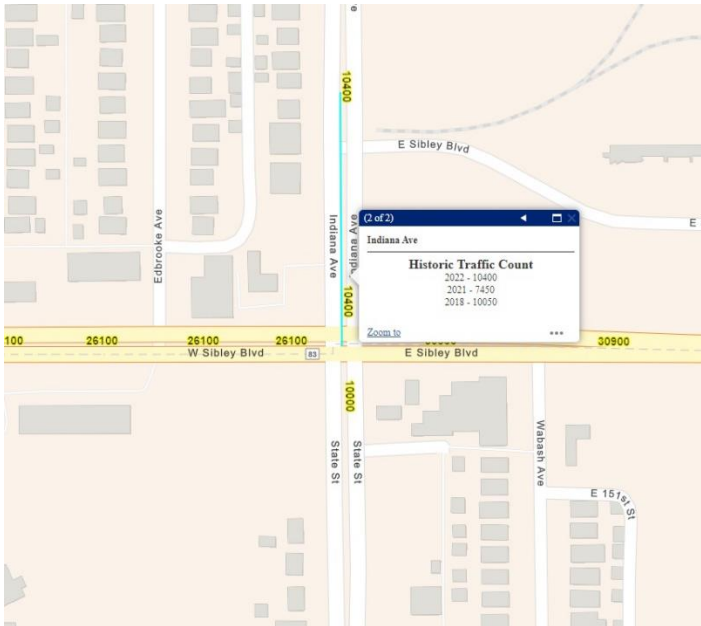 10400
E Sibley Blvd
(2 of 2)
Indiana Ave
Historic Traffic Count
2022 - 10400
2021 - 7450
2018 - 10050
Zoom to
Edbrooke Ave
Indiana Ave
Indiana Ave
10400
E
100
26100
26100
26100
30900
W Sibley Blvd
83
E Sibley Blvd
10000
State St
State St
Wabash Ave
E 151st St